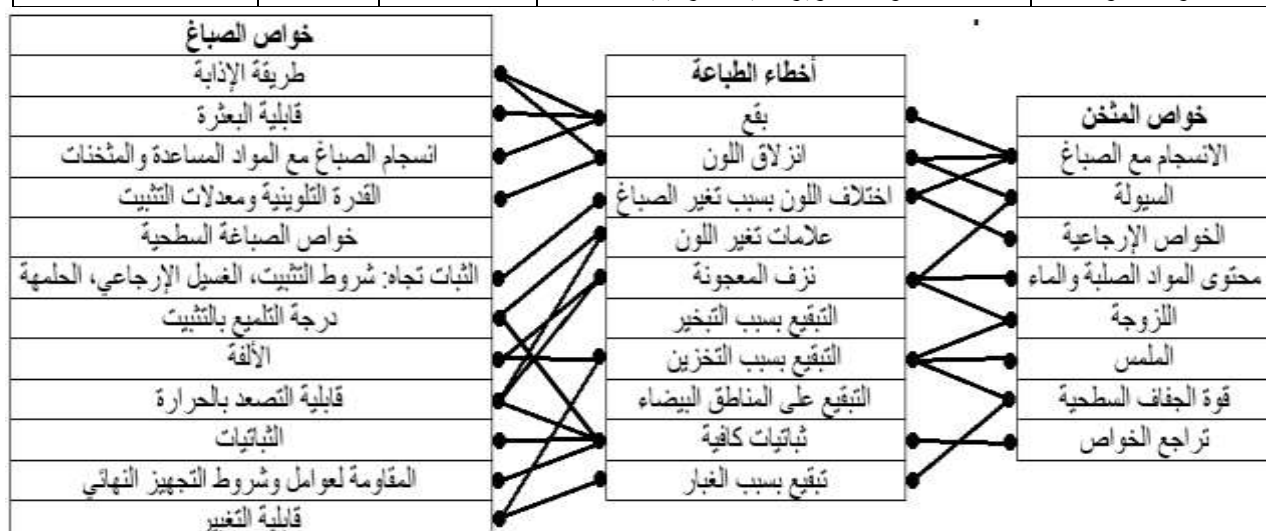 خواص الصباغ
طريقة الإذابة
قابلية البعثرة
انسجام الصباغ مع المواد المساعدة والمثخنات
القدرة التلوينية ومعدلات التثبيت
خواص الصباغة السطحية
الثبات تجاه: شروط التثبيت، الغسيل الإرجاعي، الحلمهة
درجة التلميع بالتثبيت
الألفة
قابلية التصعد بالحرارة
الثباتيات
المقاومة لعوامل وشروط التجهيز النهائي
قابلية التغيير
أخطاء الطباعة
بقع
انزلاق اللون
اختلاف اللون بسبب تغير الصباغ
علامات تغير اللون
نزف المعجونة
التبقيع بسبب التبخير
التبقيع بسبب التخزين
التبقيع على المناطق البيضاء
ثباتيات كافية
تبقيع بسبب الغبار
خواص المثخن
الانسجام مع الصباغ
السيولة
الخواص الإرجاعية
محتوى المواد الصلبة والماء
اللزوجة
الملمس
قوة الجفاف السطحية
تراجع الخواص